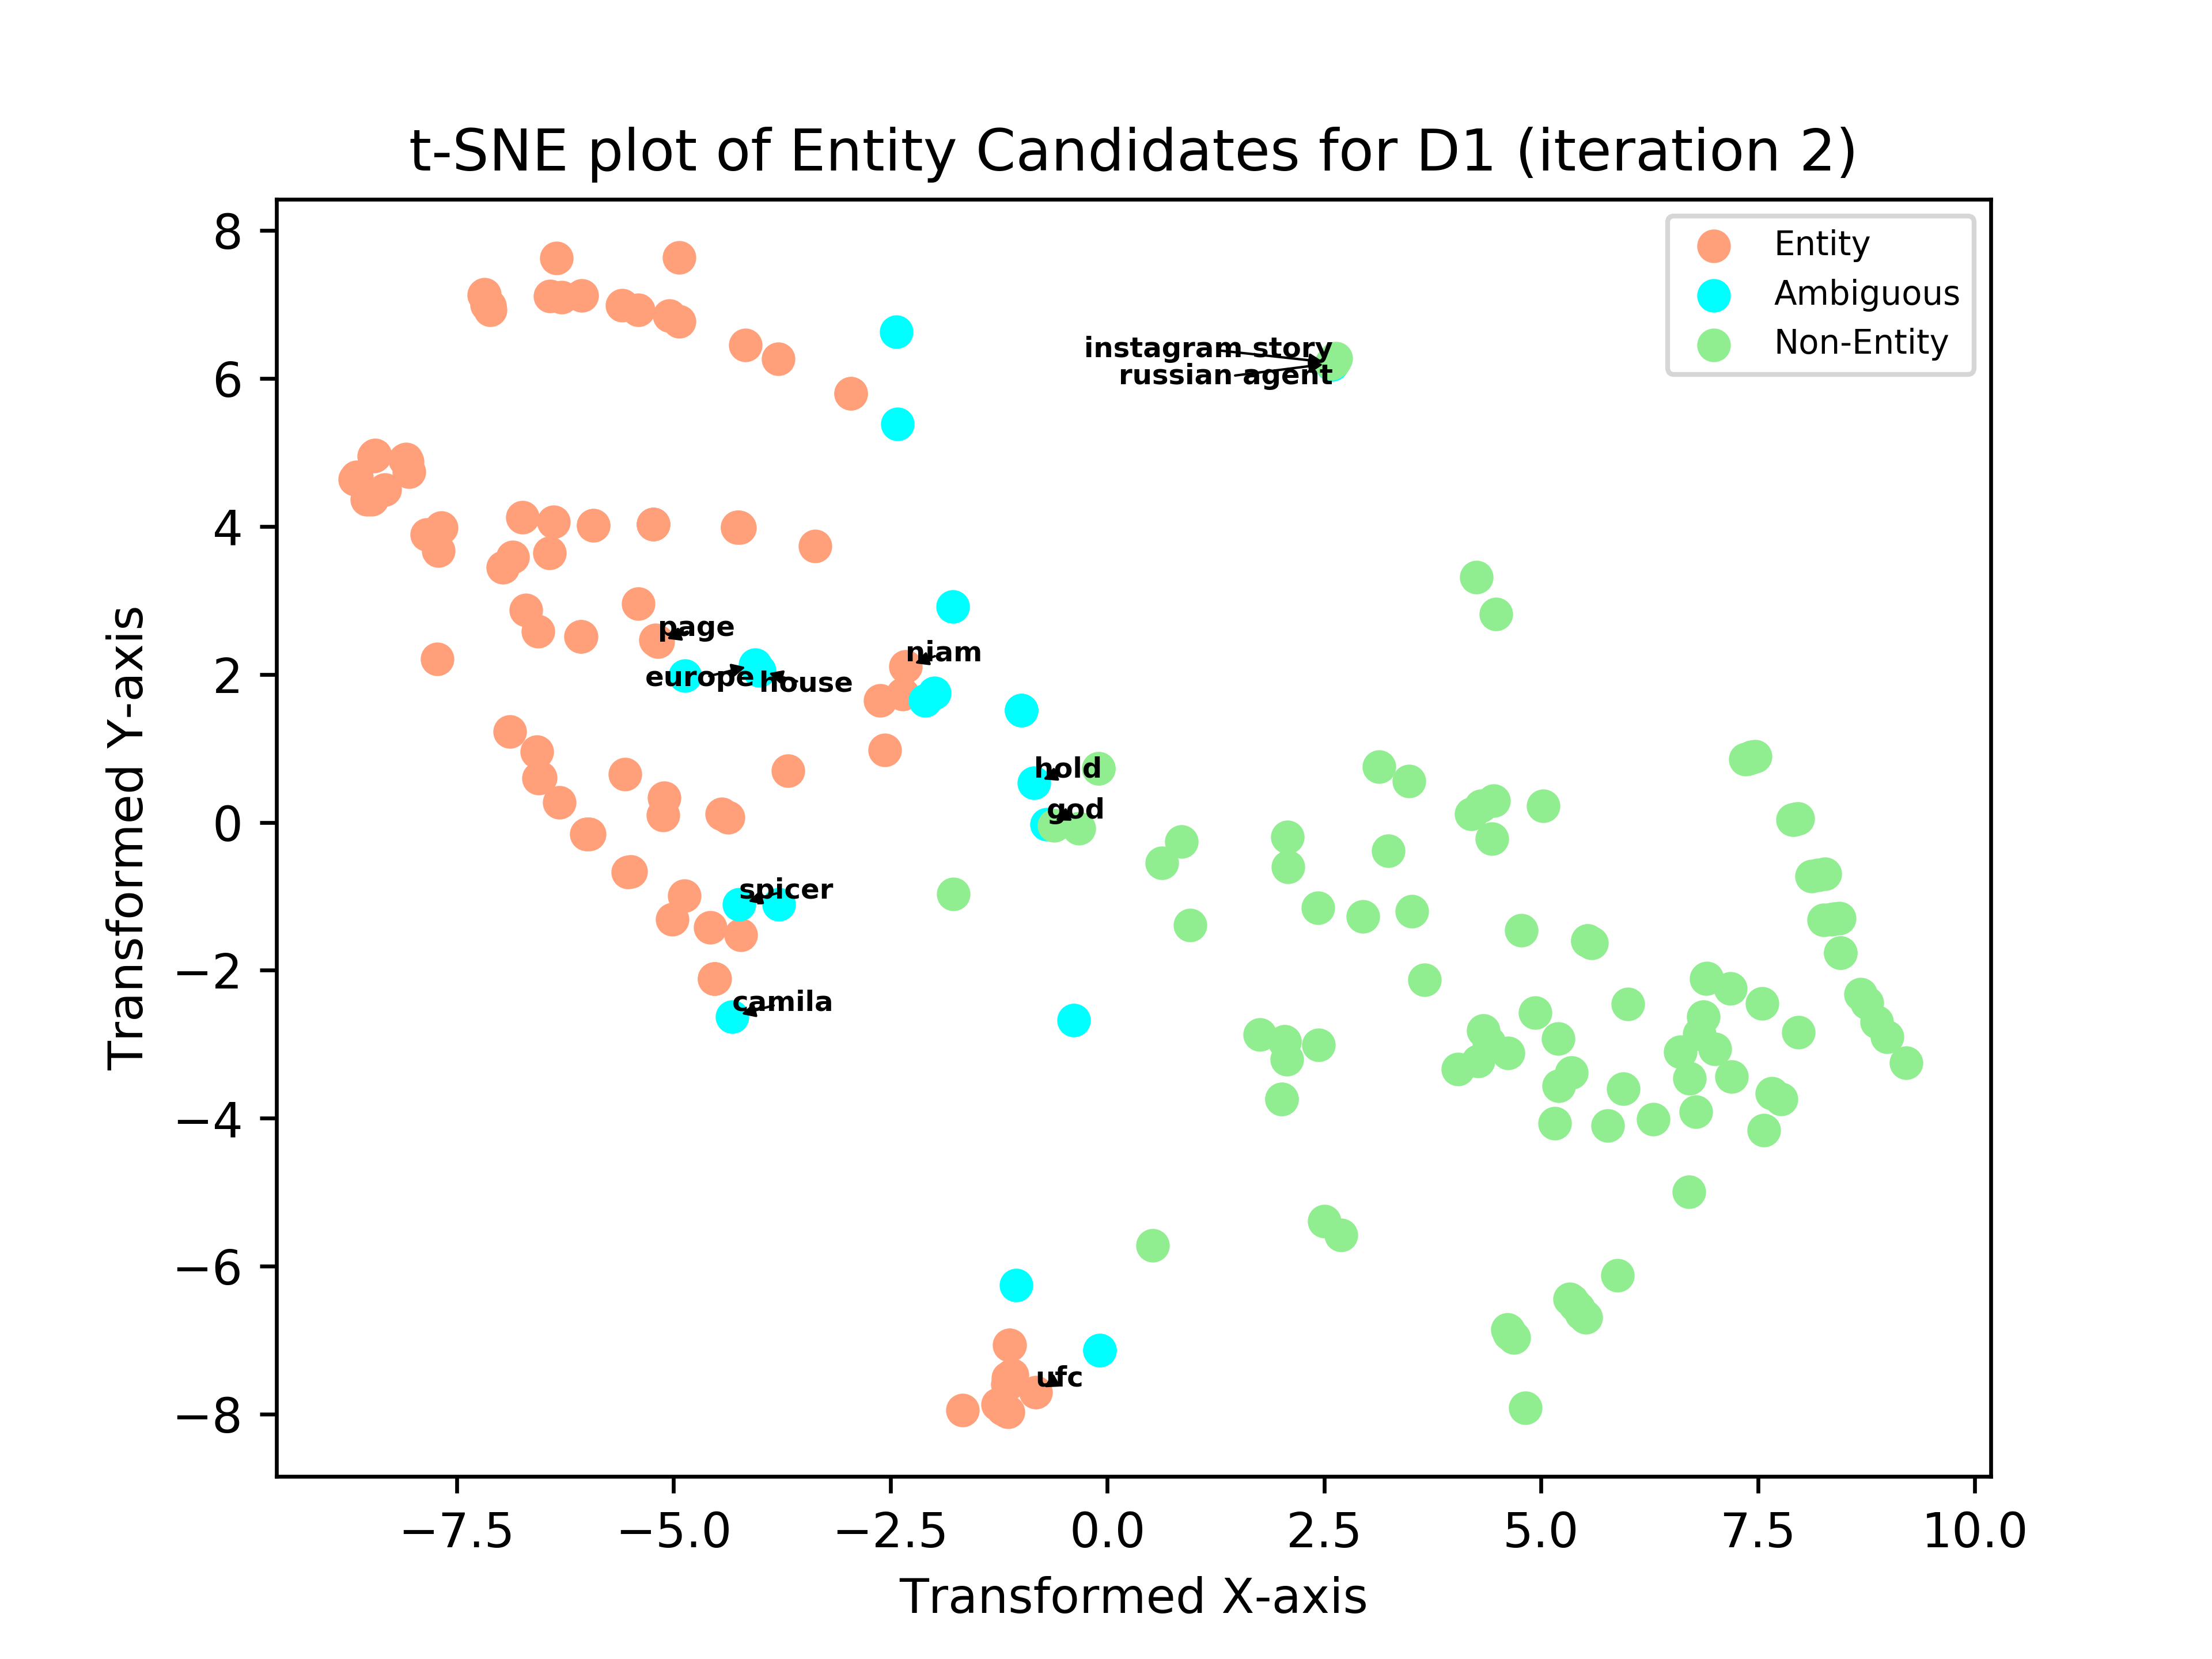 t-SNE plot of Entity Candidates for D1 (iteration 2)
Entity
Ambiguous
Non-Entity
instagram story
russian agent
page
niam
europe
house
hold
god
spicer
camila
ufc
8
6
4
2
0
−2
−4
−6
−8
Transformed Y-axis
−7.5 −5.0 −2.5 0.0 2.5 5.0 7.5 10.0
Transformed X-axis